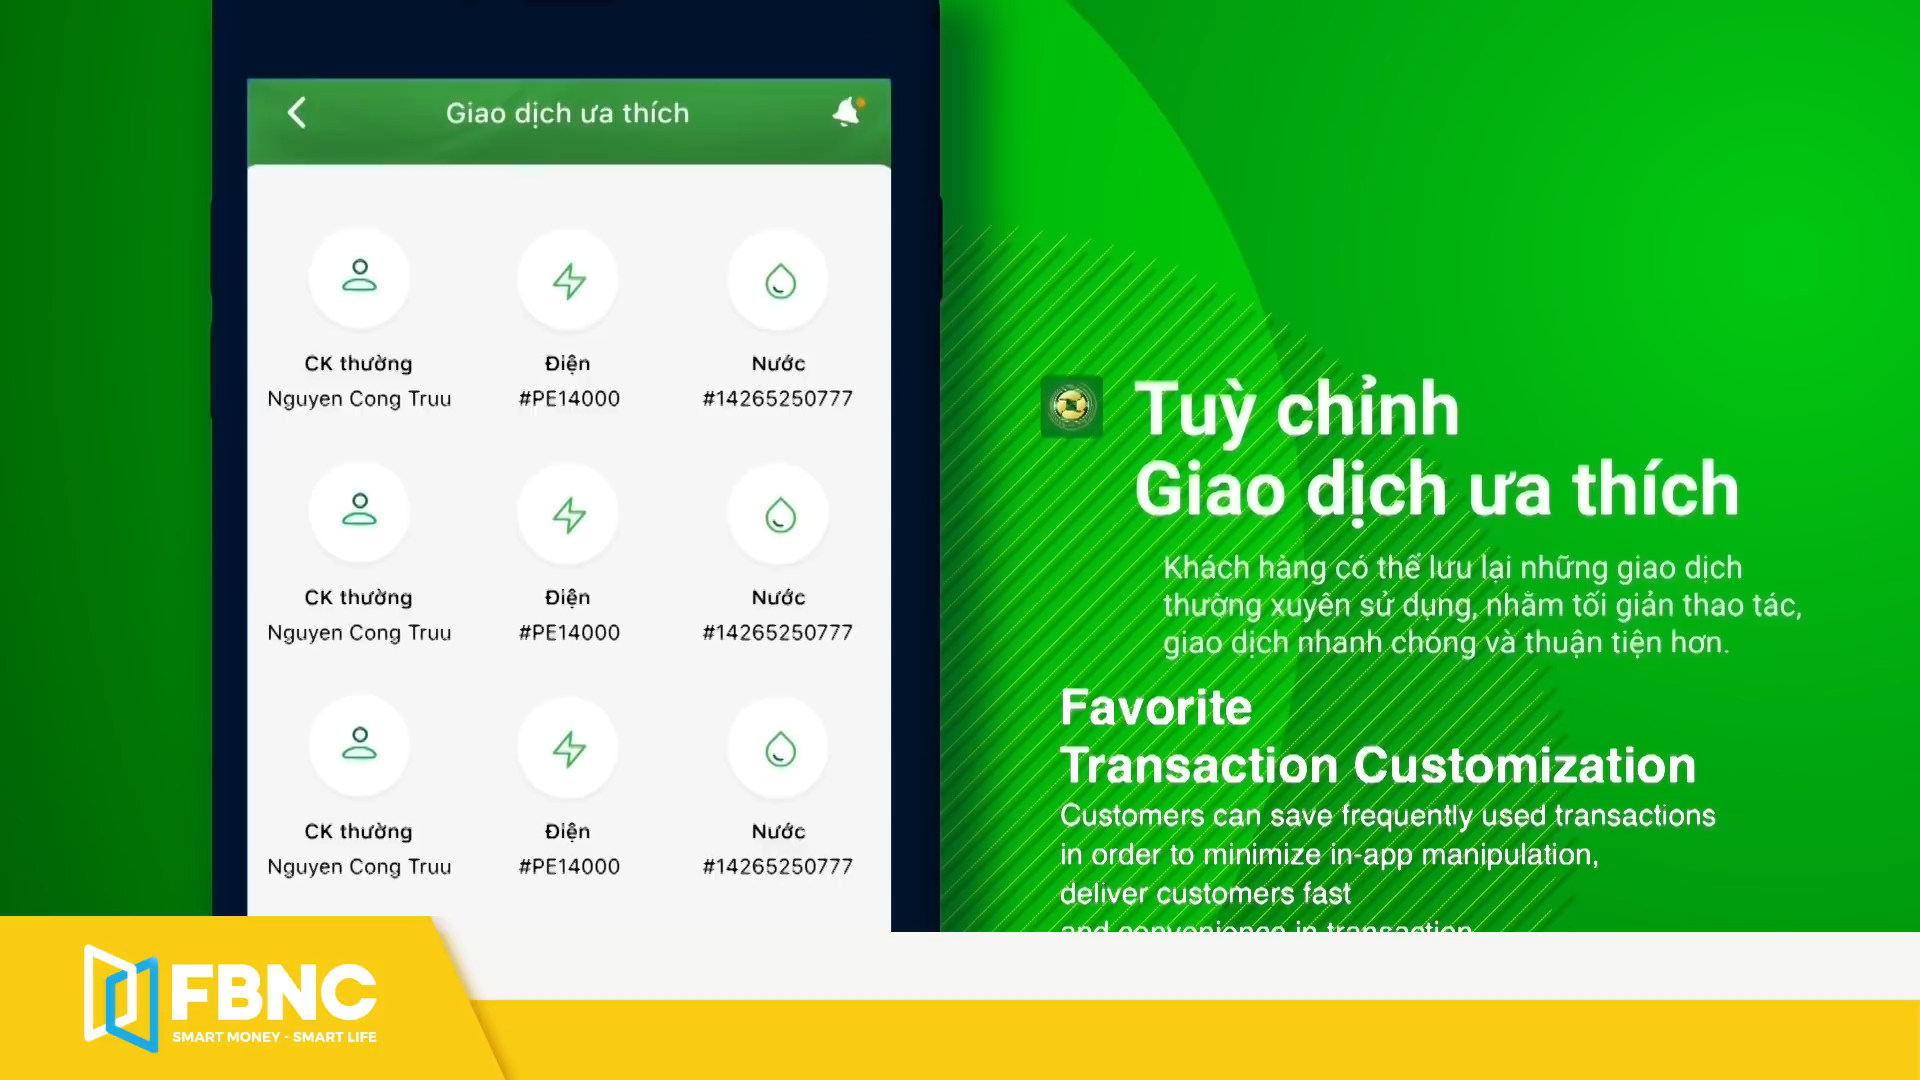 Giao dịch ưa thích
CK thường
Nguyen Cong Truu
Điện
#PE14000
Nước
#14265250777
CK thường
Nguyen Cong Truu
Điện
#PE14000
Nước
#14265250777
CK thường
Nguyen Cong Truu
Điện
#PE14000
Nước
#14265250777
Tuỳ chỉnh
Giao dịch ưa thích
Khách hàng có thể lưu lại những giao dịch
thường xuyên sử dụng, nhằm tối giản thao tác,
giao dịch nhanh chóng và thuận tiện hơn.
Favorite
Transaction Customization
Customers can save frequently used transactions
in order to minimize in-app manipulation,
deliver customers fast
and convenience in transaction
FBNC
SMART MONEY - SMART LIFE